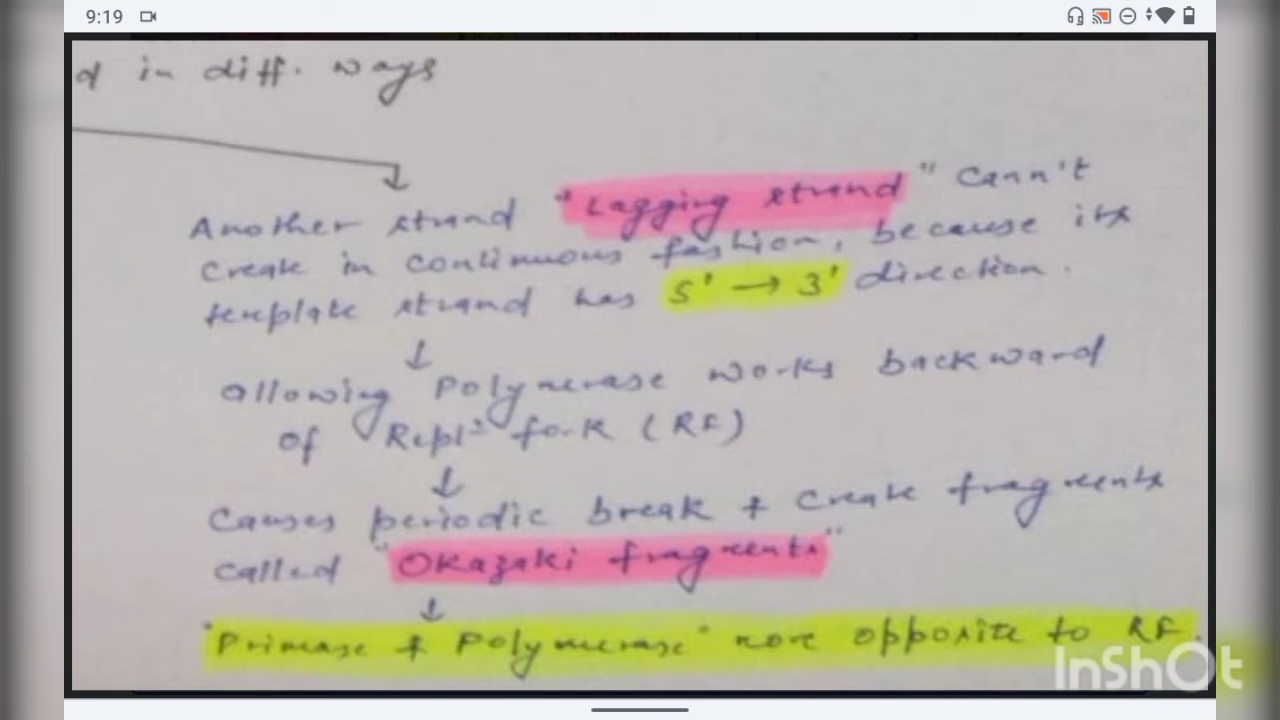 9:19
d in diff. ways
Another strand "Lagging strand" cann't
create in continuous fashion, because its
template strand has 5' → 3' direction.
↓
allowing Polymerase works backward
of Repln fork (RF)
↓
Causes periodic break + create fragments
called "Okazaki fragments"
↓
"Primase + Polymerase" move opposite to RF.
InShOt